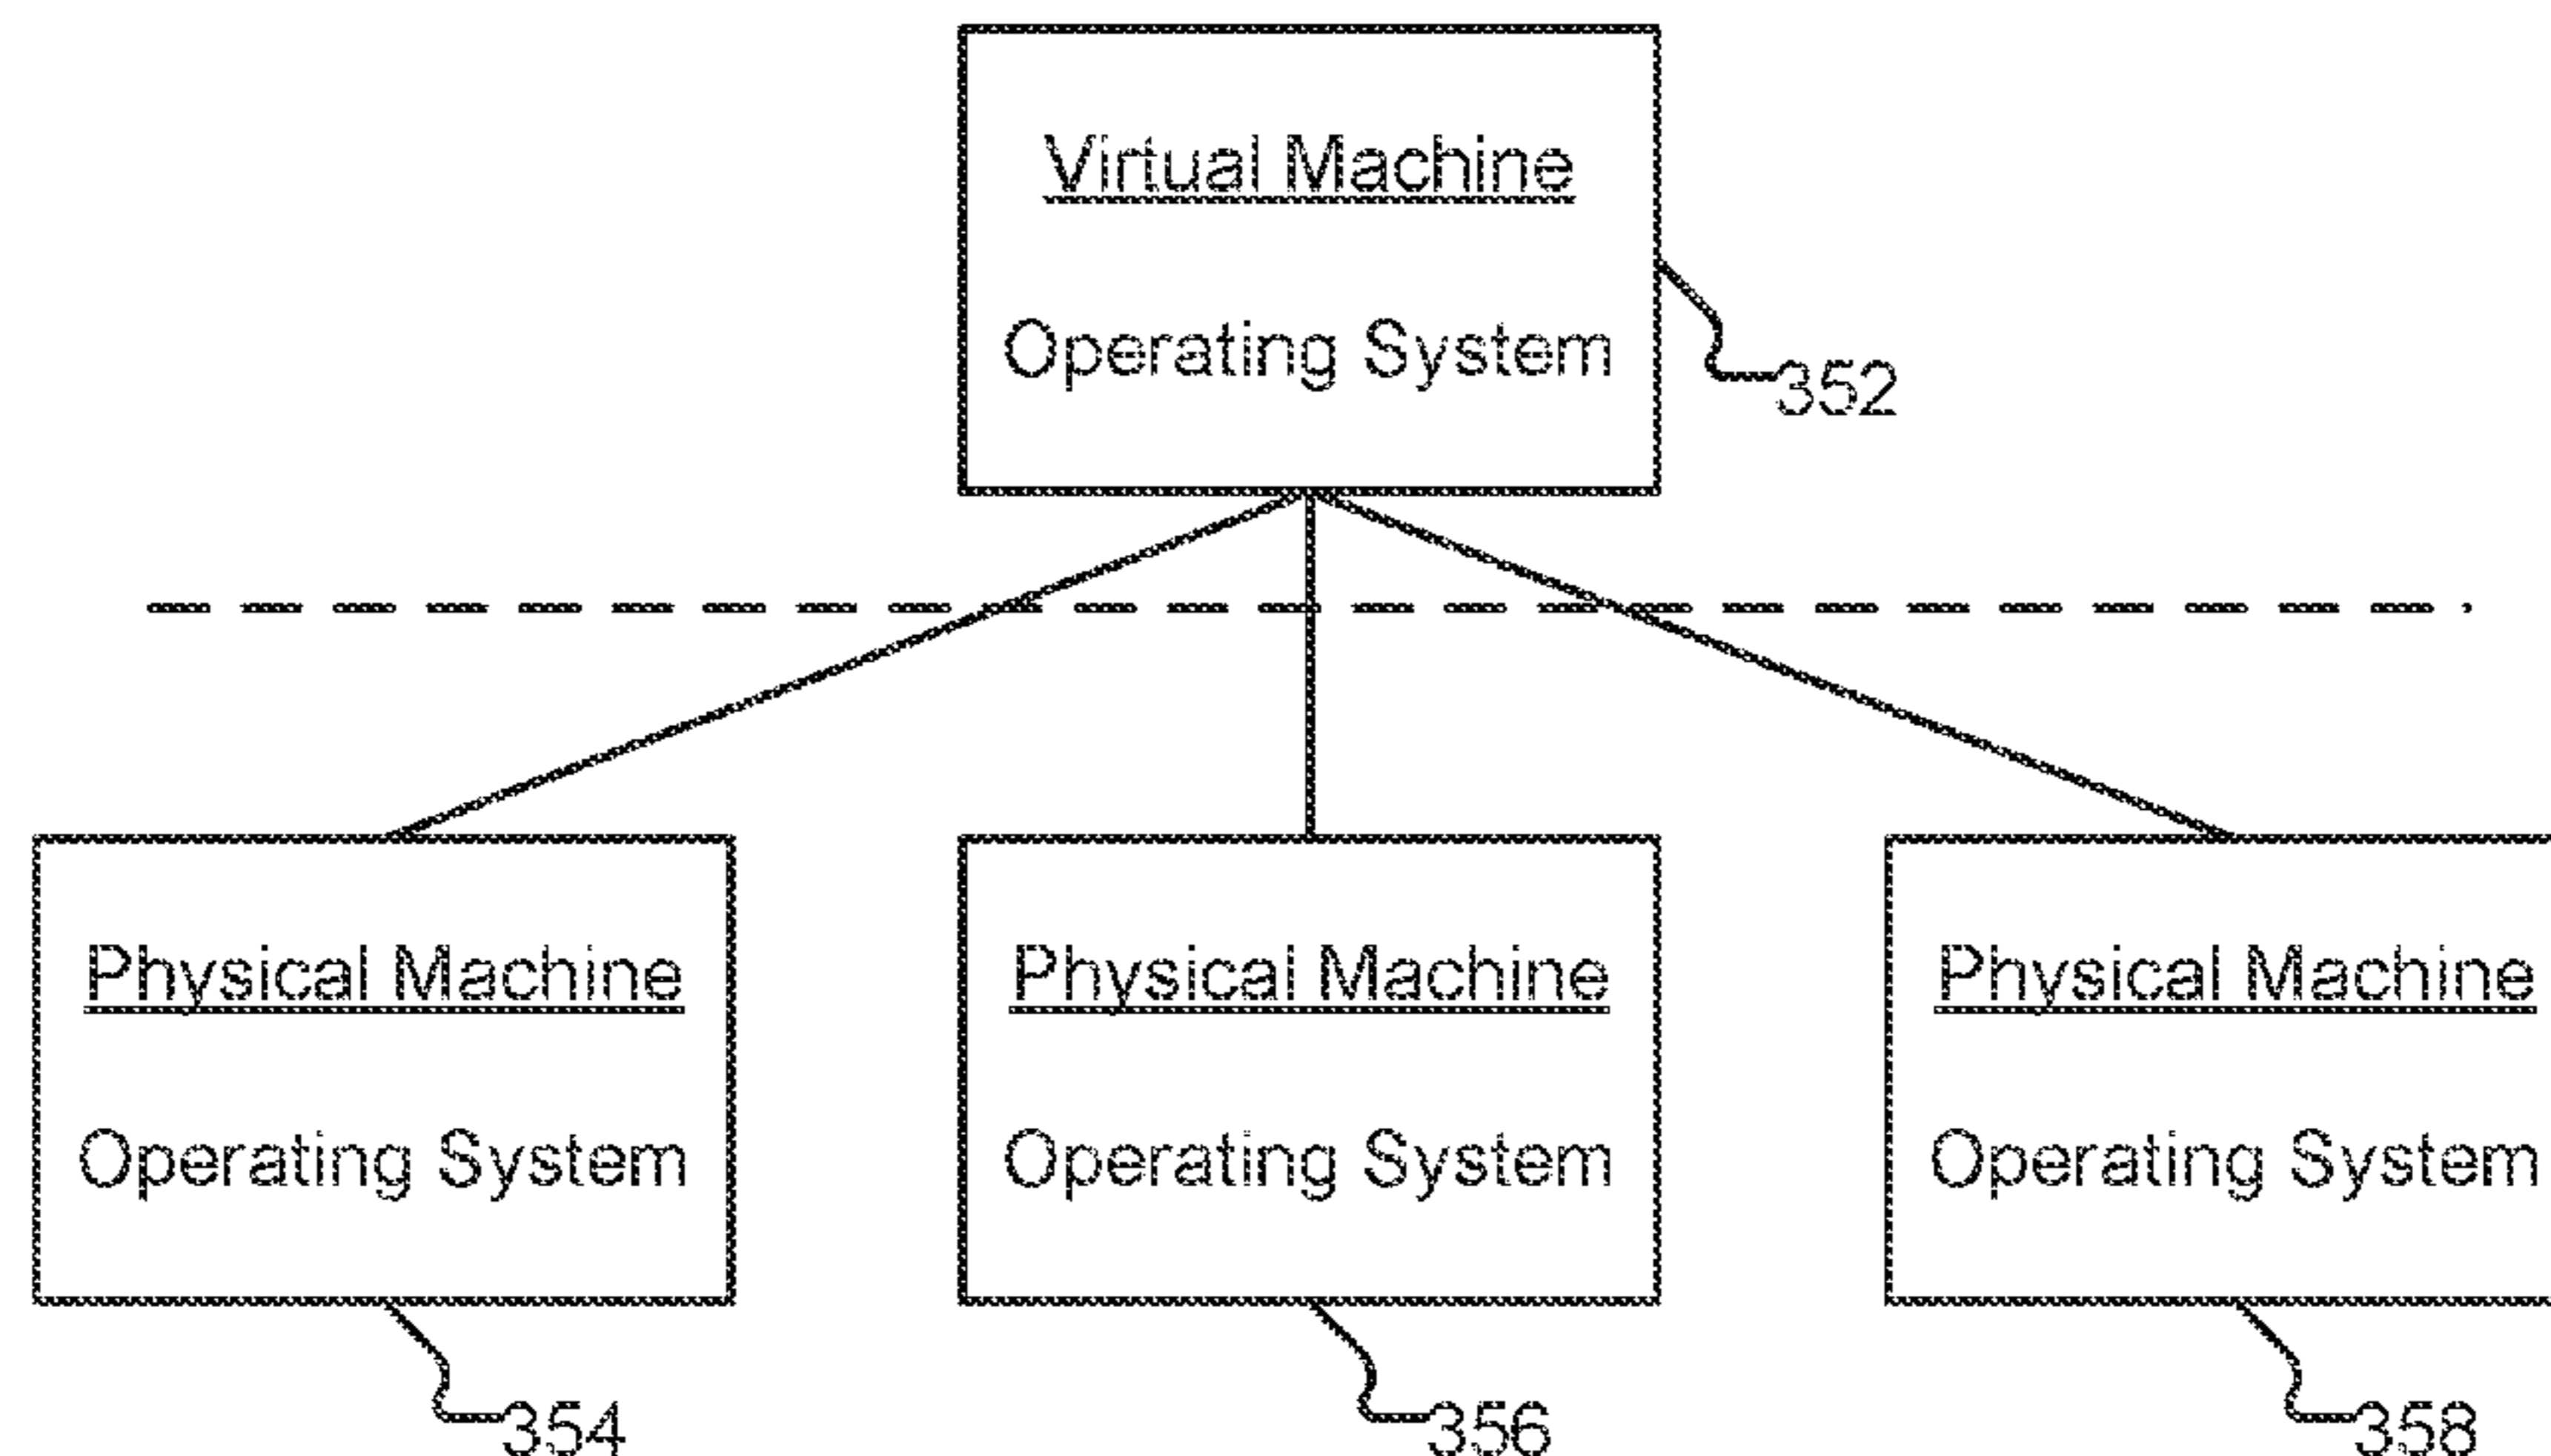 Virtual Machine
Operating System
352
Physical Machine
Operating System
354
Physical Machine
Operating System
356
Physical Machine
Operating System
358